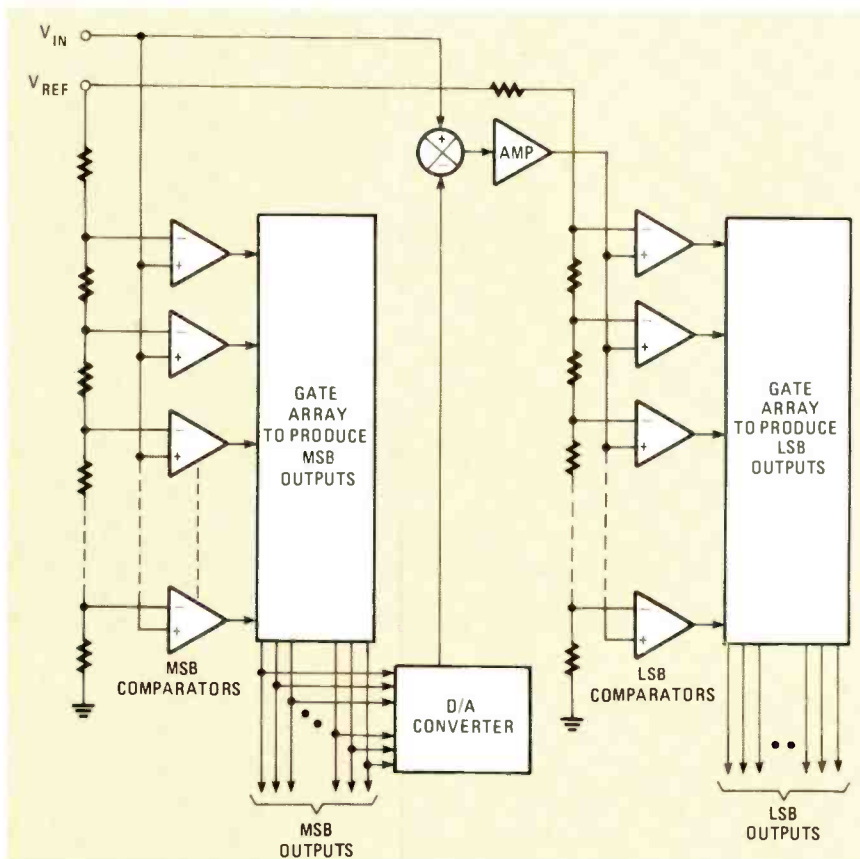 V_IN
V_REF
+
−
AMP
−
+
−
+
−
+
−
+
MSB
COMPARATORS
GATE
ARRAY
TO PRODUCE
MSB
OUTPUTS
D/A
CONVERTER
MSB
OUTPUTS
−
+
−
+
−
+
−
+
LSB
COMPARATORS
GATE
ARRAY
TO PRODUCE
LSB
OUTPUTS
LSB
OUTPUTS